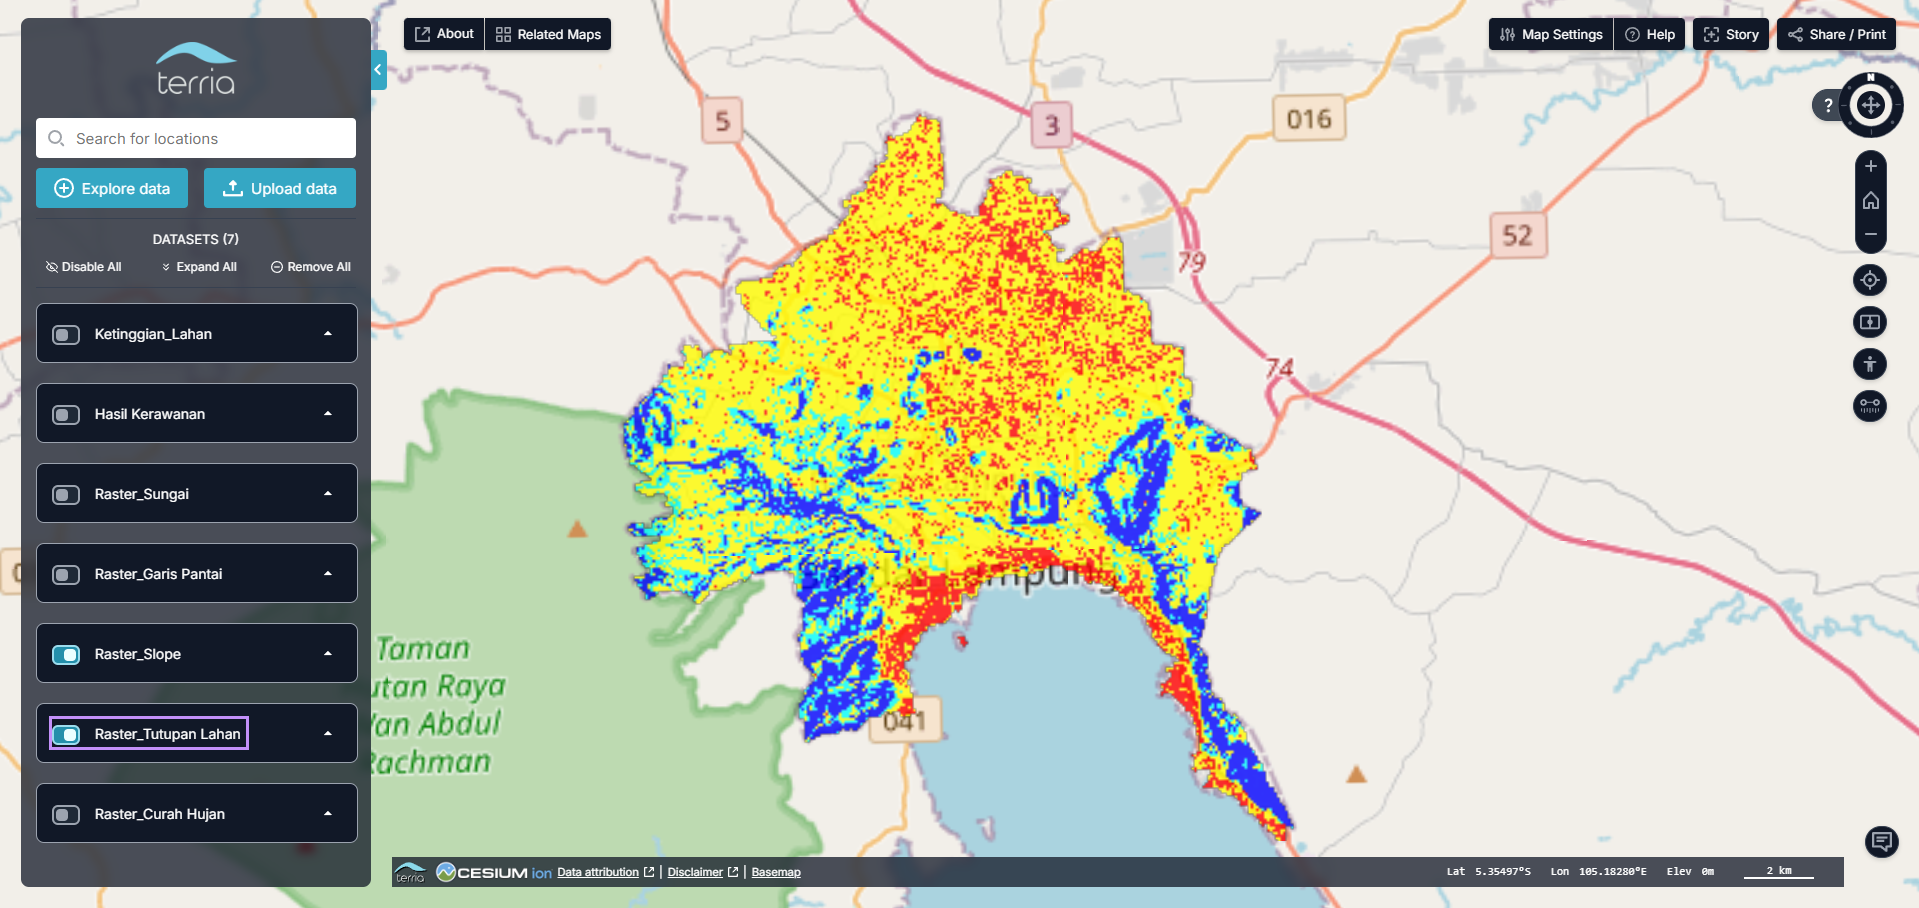 About
Related Maps
Map Settings
Help
Story
Share / Print
terria
Search for locations
Explore data
Upload data
DATASETS (7)
Disable All
Expand All
Remove All
Ketinggian_Lahan
Hasil Kerawanan
Raster_Sungai
Raster_Garis Pantai
Raster_Slope
Raster_Tutupan Lahan
Raster_Curah Hujan
N
?
5
3
016
52
79
74
041
Taman
utan Raya
Van Abdul
Rachman
terria
CESIUM ion
Data attribution
|
Disclaimer
|
Basemap
Lat 5.35497°S
Lon 105.18280°E
Elev 0m
2 km